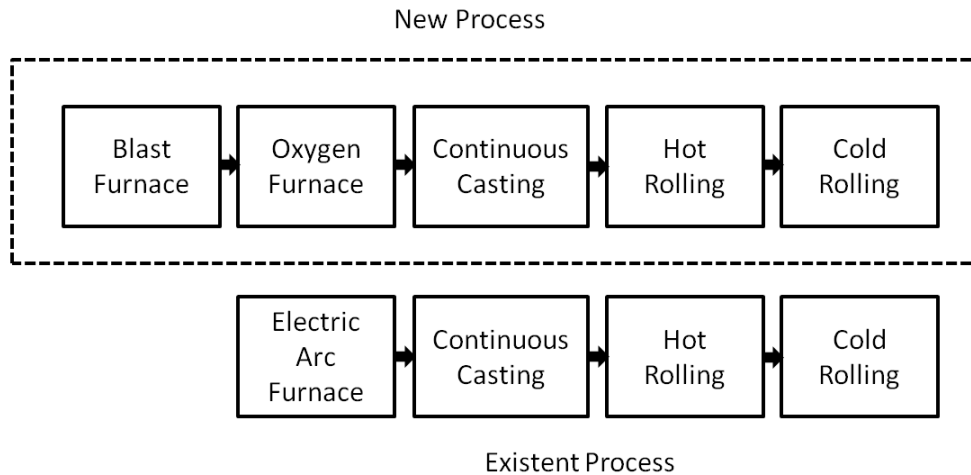 New Process
Blast
Furnace
Oxygen
Furnace
Continuous
Casting
Hot
Rolling
Cold
Rolling
Electric
Arc
Furnace
Continuous
Casting
Hot
Rolling
Cold
Rolling
Existent Process